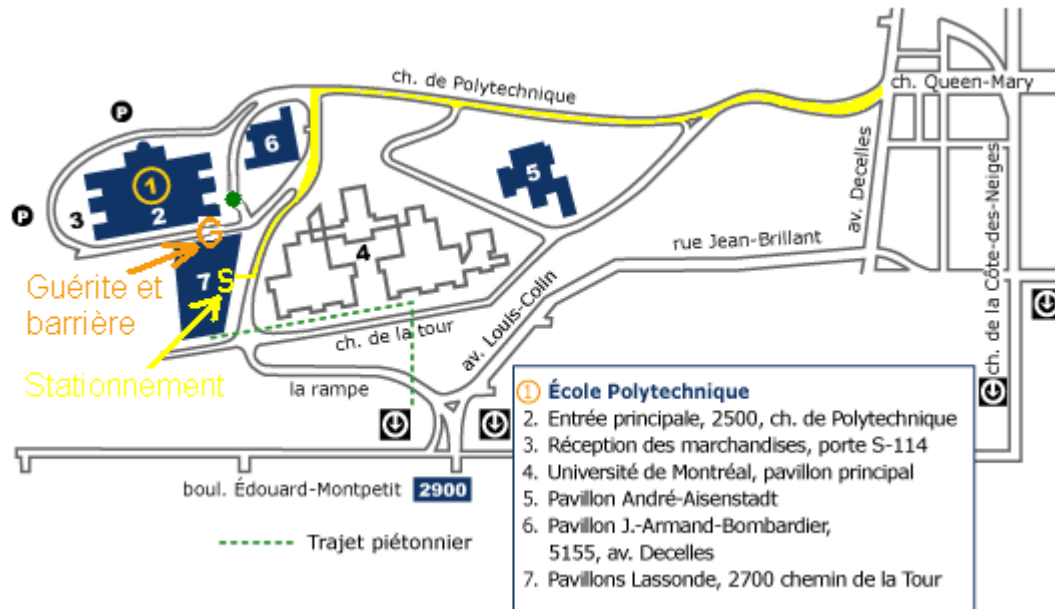 ch. de Polytechnique
ch. Queen-Mary
P
6
1
5
P
3
2
G
av. Decelles
ch. de la Côte-des-Neiges
rue Jean-Brillant
4
7
S
Guérite et
barrière
Stationnement
ch. de la tour
av. Louis-Colin
la rampe
boul. Édouard-Montpetit 2900
Trajet piétonnier
1 École Polytechnique
2. Entrée principale, 2500, ch. de Polytechnique
3. Réception des marchandises, porte S-114
4. Université de Montréal, pavillon principal
5. Pavillon André-Aisenstadt
6. Pavillon J.-Armand-Bombardier,
5155, av. Decelles
7. Pavillons Lassonde, 2700 chemin de la Tour